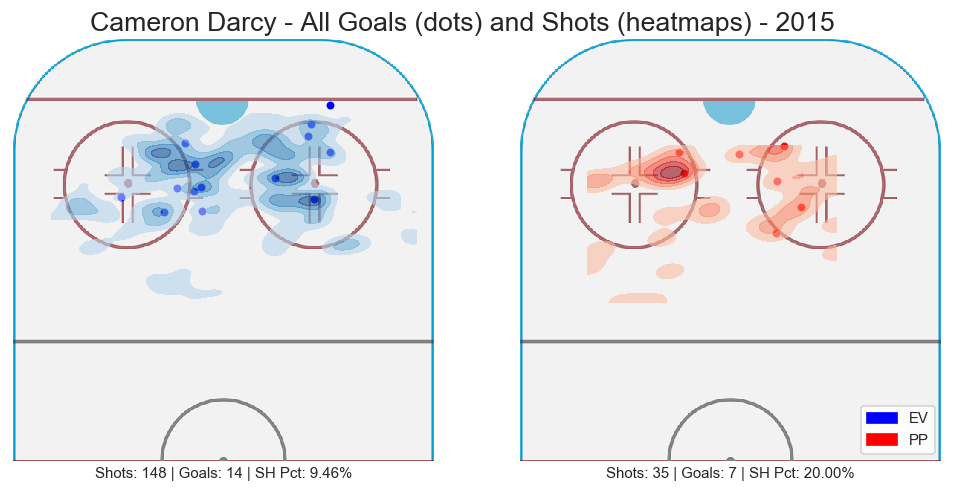 Cameron Darcy - All Goals (dots) and Shots (heatmaps) - 2015
EV
PP
Shots: 148 | Goals: 14 | SH Pct: 9.46%
Shots: 35 | Goals: 7 | SH Pct: 20.00%